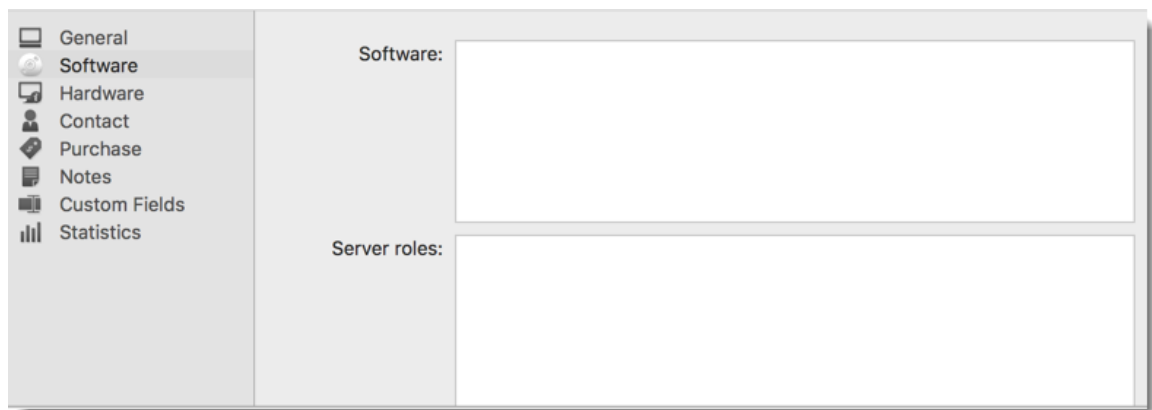 General
Software
Hardware
Contact
Purchase
Notes
Custom Fields
Statistics
Software:
Server roles: